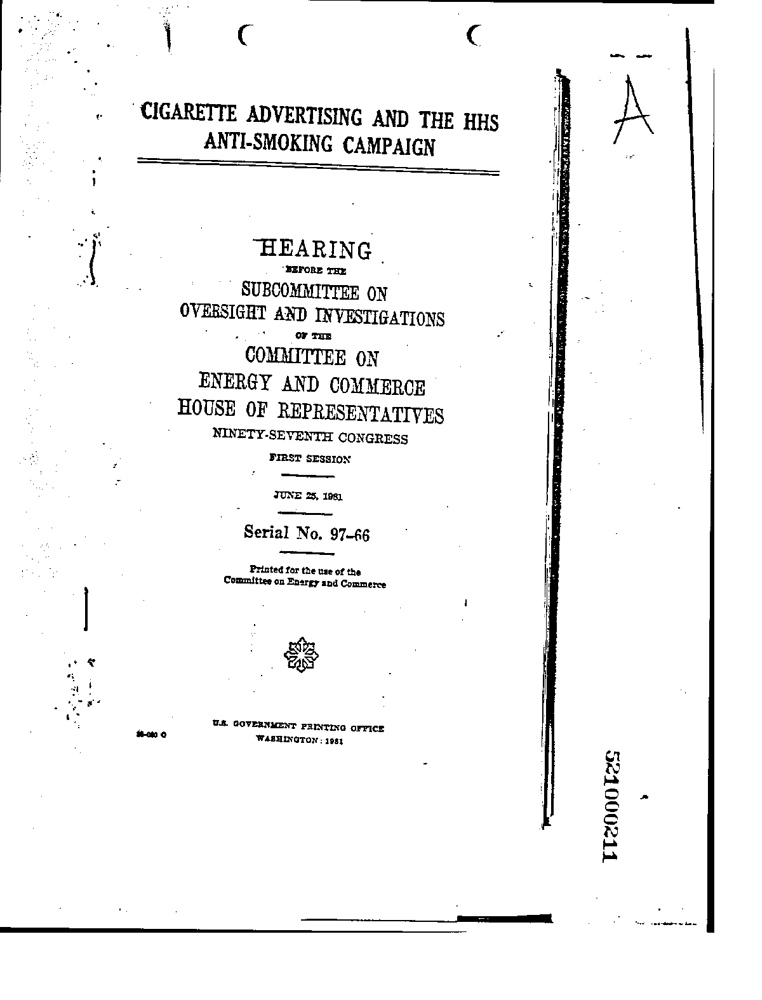 CIGARETTE ADVERTISING AND THE HHS
ANTI-SMOKING CAMPAIGN
A
HEARING
BEFORE THE
SUBCOMMITTEE ON
OVERSIGHT AND INVESTIGATIONS
OF THE
COMMITTEE ON
ENERGY AND COMMERCE
HOUSE OF REPRESENTATIVES
NINETY-SEVENTH CONGRESS
FIRST SESSION
JUNE 25, 1981
Serial No. 97-66
Printed for the use of the
Committee on Energy and Commerce
U.S. GOVERNMENT PRINTING OFFICE
WASHINGTON : 1981
521000211